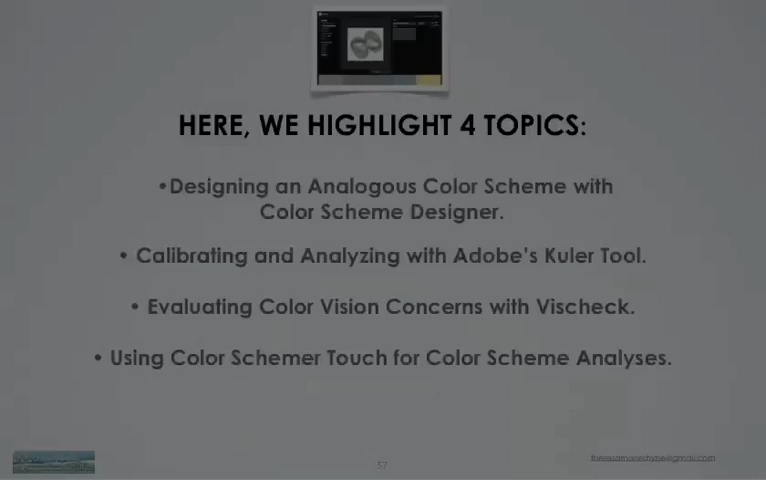 HERE, WE HIGHLIGHT 4 TOPICS:
•Designing an Analogous Color Scheme with
Color Scheme Designer.
• Calibrating and Analyzing with Adobe's Kuler Tool.
• Evaluating Color Vision Concerns with Vischeck.
• Using Color Schemer Touch for Color Scheme Analyses.
57